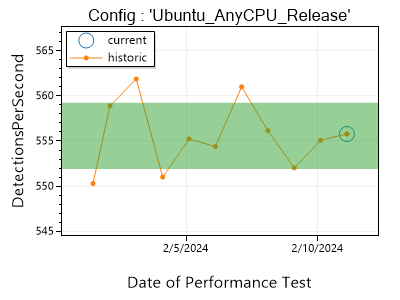 Config : 'Ubuntu_AnyCPU_Release'
current
historic
DetectionsPerSecond
565
560
555
550
545
2/5/2024
2/10/2024
Date of Performance Test